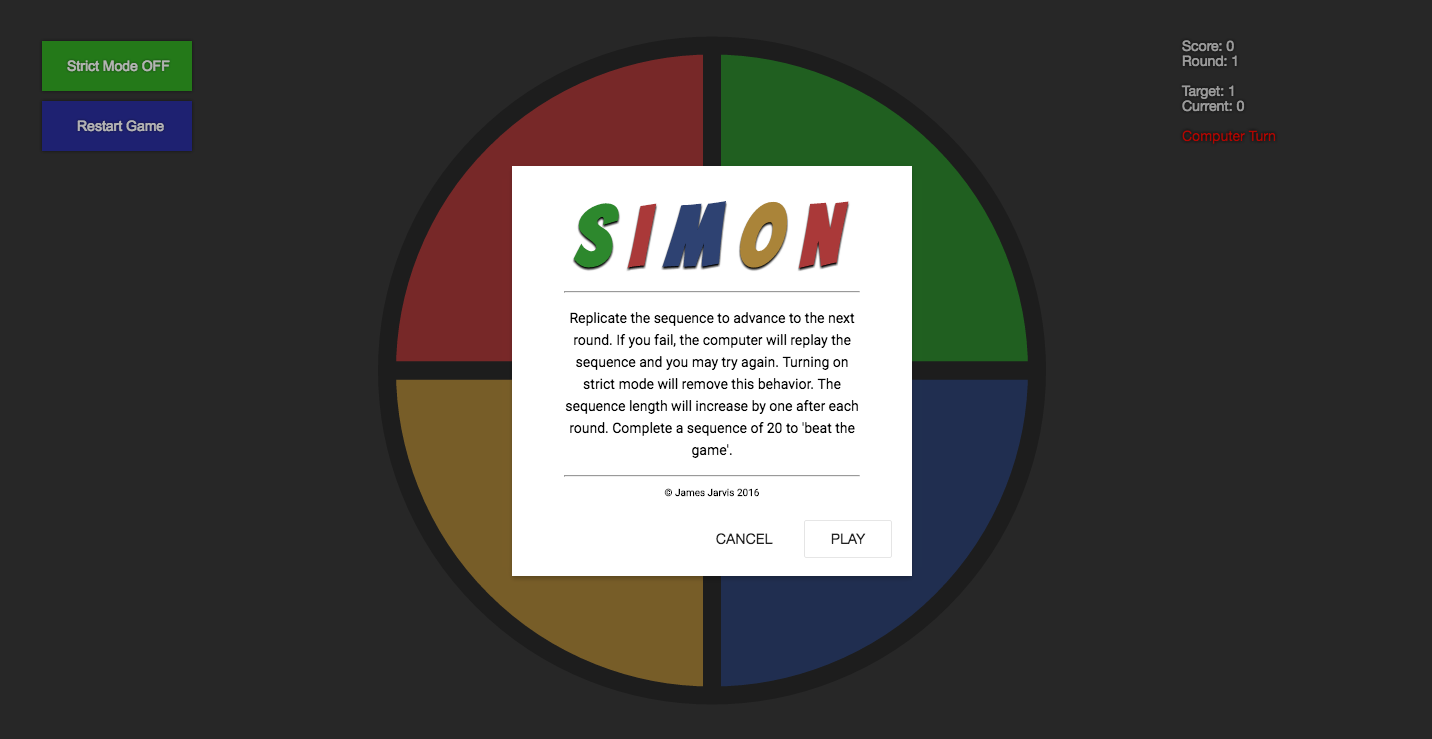 Strict Mode OFF
Restart Game
Score: 0
Round: 1
Target: 1
Current: 0
Computer Turn
SIMON
Replicate the sequence to advance to the next
round. If you fail, the computer will replay the
sequence and you may try again. Turning on
strict mode will remove this behavior. The
sequence length will increase by one after each
round. Complete a sequence of 20 to 'beat the
game'.
© James Jarvis 2016
CANCEL
PLAY